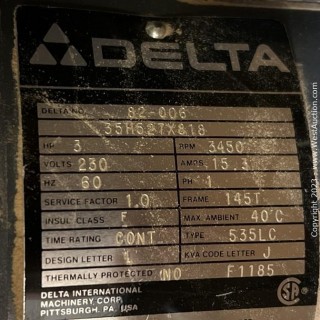 DELTA
DELTA NO. 82-006
35H627X818
HP 3 RPM 3450
VOLTS 230 AMPS 15.3
HZ 60 PH 1
SERVICE FACTOR 1.0 FRAME 145T
INSUL CLASS F MAX. AMBIENT 40°C
TIME RATING CONT TYPE 535LC
DESIGN LETTER L KVA CODE LETTER J
THERMALLY PROTECTED NO F1185
DELTA INTERNATIONAL
MACHINERY CORP.
PITTSBURGH, PA. USA
Copyright 2023, www.WestAuction.com